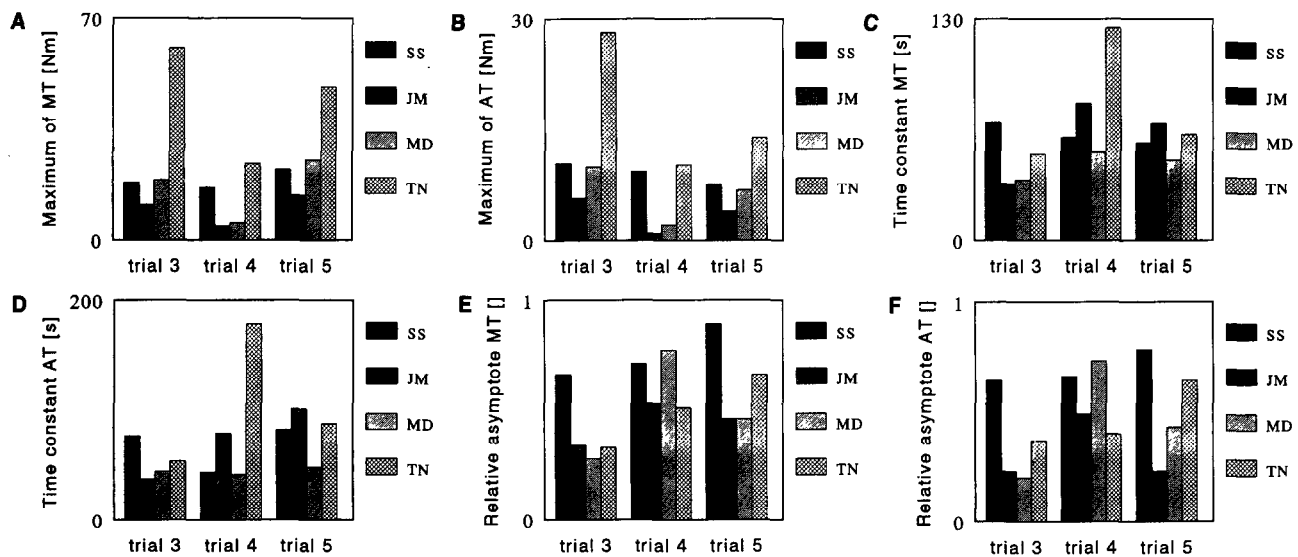 A
Maximum of MT [Nm]
70
0
trial 3 trial 4 trial 5
SS
JM
MD
TN
B
Maximum of AT [Nm]
30
0
trial 3 trial 4 trial 5
SS
JM
MD
TN
C
Time constant MT [s]
130
0
trial 3 trial 4 trial 5
SS
JM
MD
TN
D
Time constant AT [s]
200
0
trial 3 trial 4 trial 5
SS
JM
MD
TN
E
Relative asymptote MT []
1
0
trial 3 trial 4 trial 5
SS
JM
MD
TN
F
Relative asymptote AT []
1
0
trial 3 trial 4 trial 5
SS
JM
MD
TN